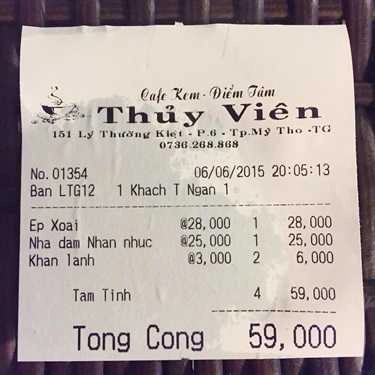 Cafe Kem - Điểm Tâm
Thủy Viên
151 Lý Thường Kiệt - P.6 - Tp.Mỹ Tho -TG
0736.268.868
No.01354 06/06/2015 20:05:13
Ban LTG12 1 Khach T Ngan 1
Ep Xoai @28,000 1 28,000
Nha dam Nhan nhuc @25,000 1 25,000
Khan lanh @3,000 2 6,000
Tam Tinh 4 59,000
Tong Cong 59,000